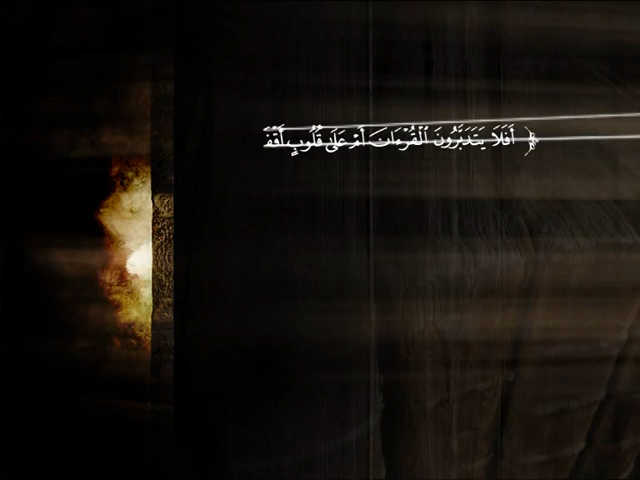 ﴿ أَفَلَا يَتَدَبَّرُونَ ٱلْقُرْءَانَ أَمْ عَلَىٰ قُلُوبٍ